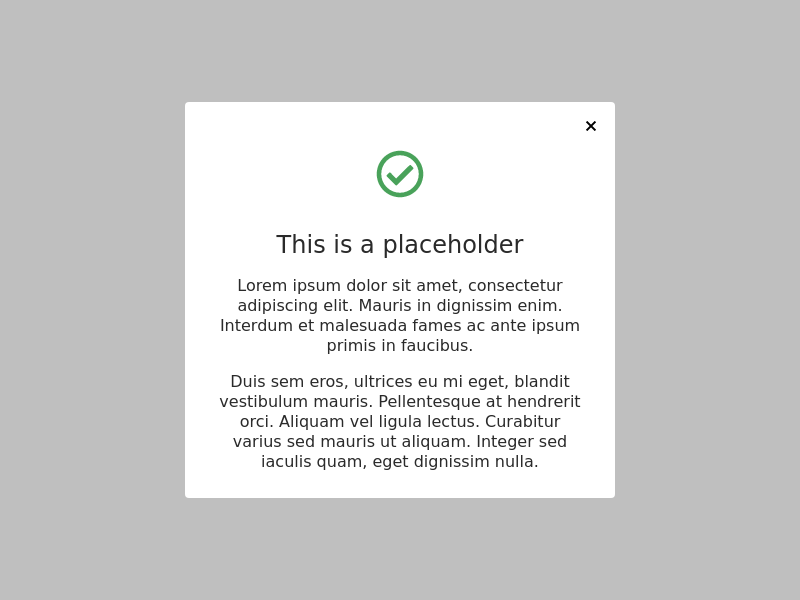 ×
This is a placeholder
Lorem ipsum dolor sit amet, consectetur
adipiscing elit. Mauris in dignissim enim.
Interdum et malesuada fames ac ante ipsum
primis in faucibus.
Duis sem eros, ultrices eu mi eget, blandit
vestibulum mauris. Pellentesque at hendrerit
orci. Aliquam vel ligula lectus. Curabitur
varius sed mauris ut aliquam. Integer sed
iaculis quam, eget dignissim nulla.